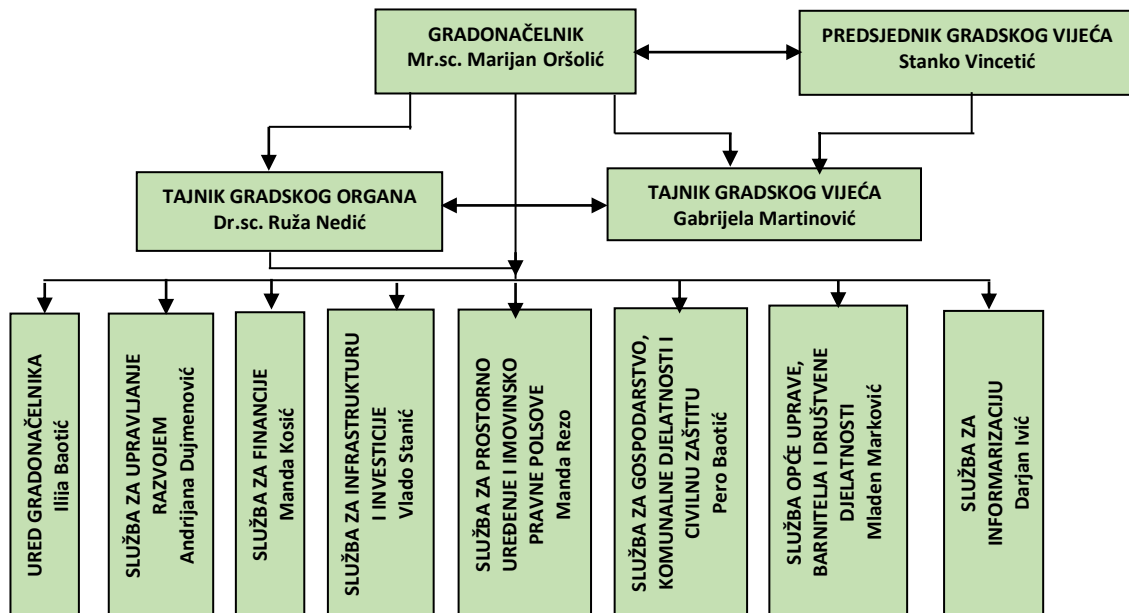 GRADONAČELNIK
Mr.sc. Marijan Oršolić
PREDSJEDNIK GRADSKOG VIJEĆA
Stanko Vincetić
TAJNIK GRADSKOG ORGANA
Dr.sc. Ruža Nedić
TAJNIK GRADSKOG VIJEĆA
Gabrijela Martinović
URED GRADONAČELNIKA
Ilija Baotić
SLUŽBA ZA UPRAVLJANJE
RAZVOJEM
Andrijana Dujmenović
SLUŽBA ZA FINANCIJE
Manda Kosić
SLUŽBA ZA INFRASTRUKTURU
I INVESTICIJE
Vlado Stanić
SLUŽBA ZA PROSTORNO
UREĐENJE I IMOVINSKO
PRAVNE POLSOVE
Manda Rezo
SLUŽBA ZA GOSPODARSTVO,
KOMUNALNE DJELATNOSTI I
CIVILNU ZAŠTITU
Pero Baotić
SLUŽBA OPĆE UPRAVE,
BARNITELJA I DRUŠTVENE
DJELATNOSTI
Mladen Marković
SLUŽBA ZA
INFORMARIZACIJU
Darjan Ivić